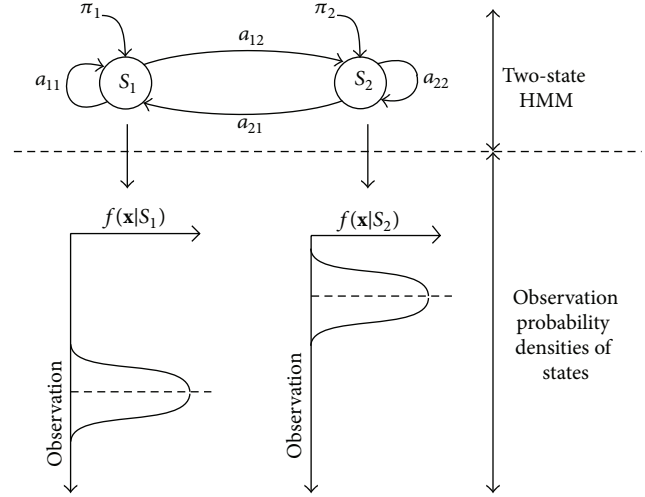 π₁
π₂
a₁₂
S₁
S₂
a₁₁
a₂₂
a₂₁
Two-state
HMM
f(x|S₁)
f(x|S₂)
Observation
Observation
Observation
probability
densities of
states